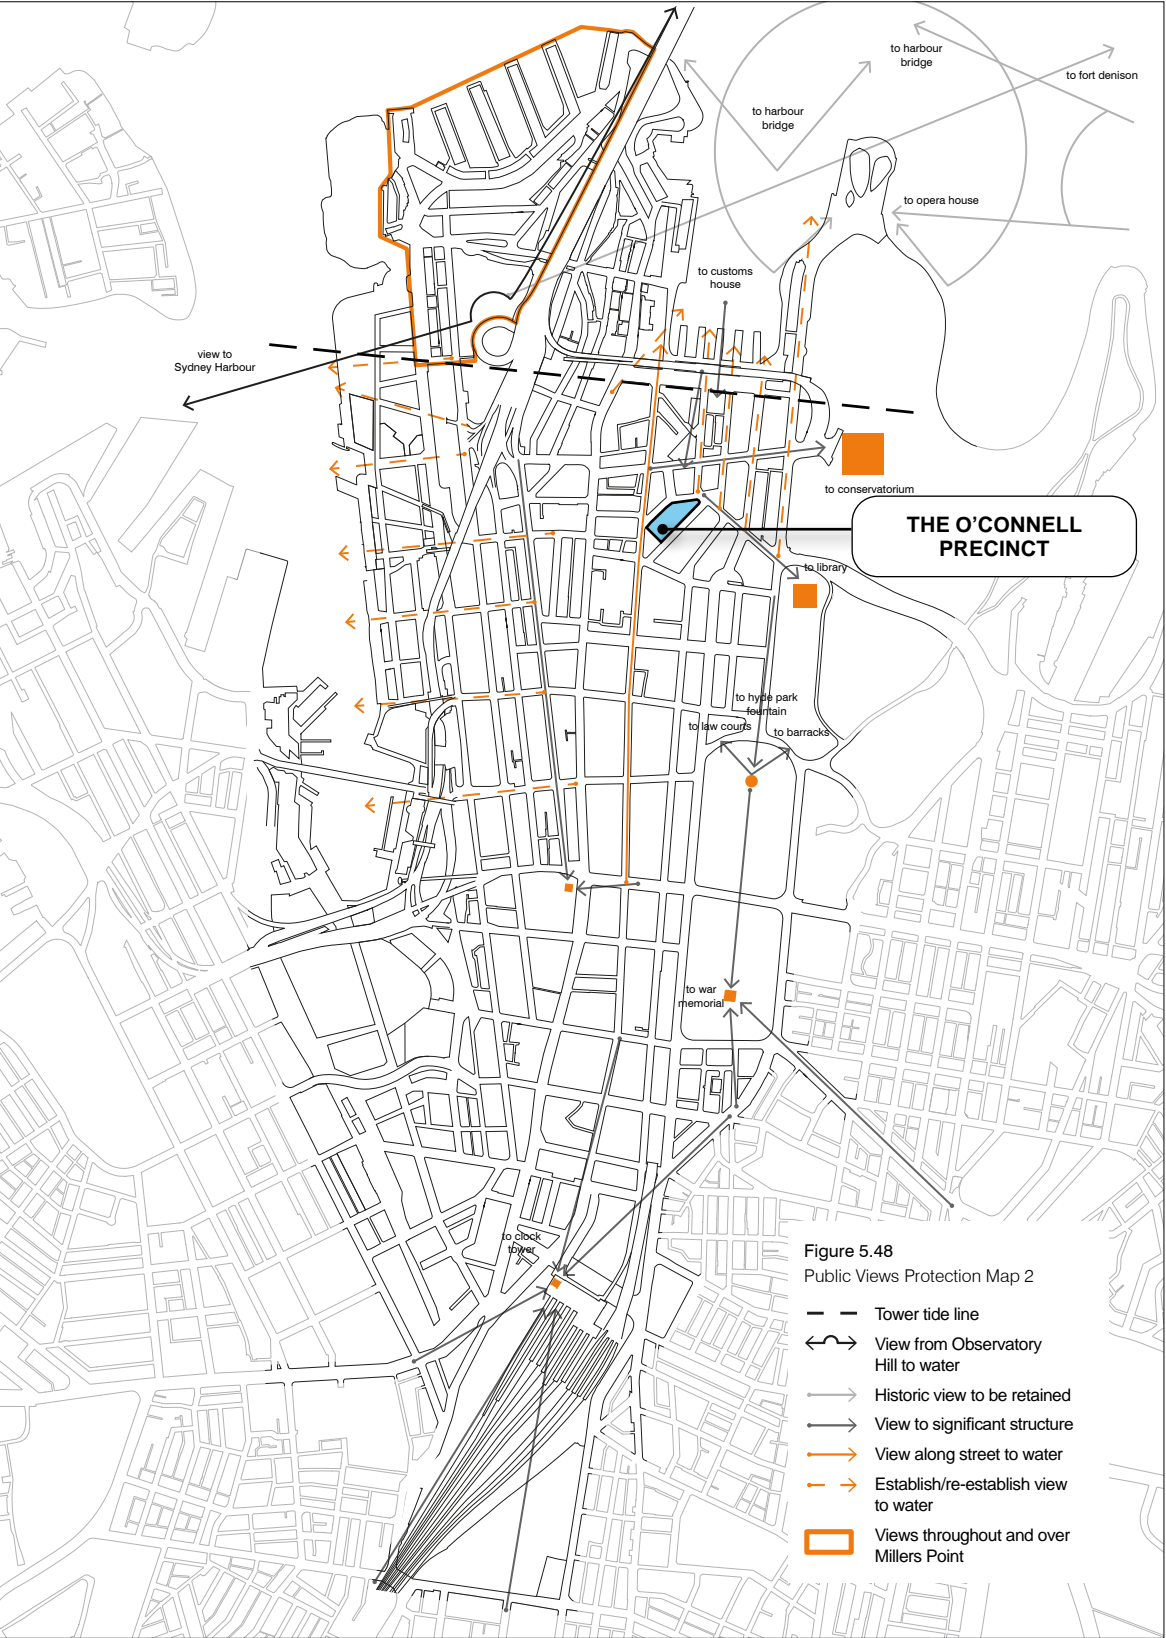 to harbour
bridge
to fort denison
to harbour
bridge
to opera house
to customs
house
view to
Sydney Harbour
to conservatorium
THE O’CONNELL
PRECINCT
to library
to hyde park
fountain
to law courts
to barracks
to war
memorial
to clock
tower
Figure 5.48
Public Views Protection Map 2
Tower tide line
View from Observatory
Hill to water
Historic view to be retained
View to significant structure
View along street to water
Establish/re-establish view
to water
Views throughout and over
Millers Point